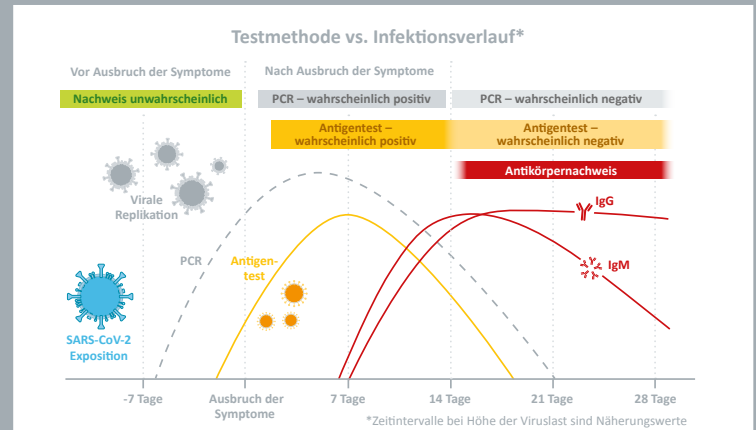 Testmethode vs. Infektionsverlauf*
Vor Ausbruch der Symptome
Nach Ausbruch der Symptome
Nachweis unwahrscheinlich
PCR – wahrscheinlich positiv
PCR – wahrscheinlich negativ
Antigentest –
wahrscheinlich positiv
Antigentest –
wahrscheinlich negativ
Antikörpernachweis
Virale
Replikation
IgG
PCR
Antigen-
test
IgM
SARS-CoV-2
Exposition
-7 Tage
Ausbruch der
Symptome
7 Tage
14 Tage
21 Tage
28 Tage
*Zeitintervalle bei Höhe der Viruslast sind Näherungswerte